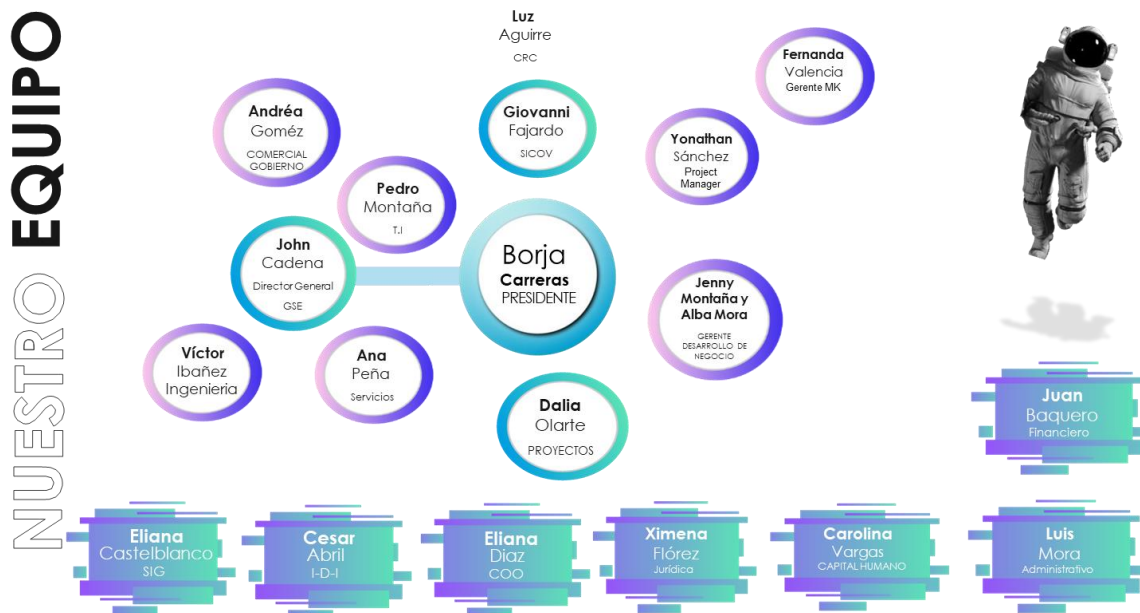 NUESTRO EQUIPO
Luz
Aguirre
CRC
Fernanda
Valencia
Gerente MK
Andréa
Goméz
COMERCIAL
GOBIERNO
Giovanni
Fajardo
SICOV
Yonathan
Sánchez
Project
Manager
Pedro
Montaña
T.I
John
Cadena
Director General
GSE
Borja
Carreras
PRESIDENTE
Jenny
Montaña y
Alba Mora
GERENTE
DESARROLLO DE
NEGOCIO
Víctor
Ibañez
Ingenieria
Ana
Peña
Servicios
Dalia
Olarte
PROYECTOS
Juan
Baquero
Financiero
Eliana
Castelblanco
SIG
Cesar
Abril
I-D-I
Eliana
Diaz
COO
Ximena
Flórez
Jurídica
Carolina
Vargas
CAPITAL HUMANO
Luis
Mora
Administrativo